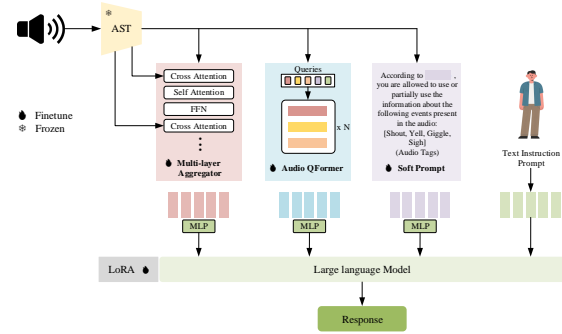 AST
Cross Attention
Self Attention
FFN
Cross Attention
Multi-layer
Aggregator
Queries
x N
Audio QFormer
According to ,
you are allowed to use or
partially use the
information about the
following events present
in the audio:
[Shout, Yell, Giggle,
Sigh]
(Audio Tags)
Soft Prompt
Text Instruction
Prompt
Finetune
Frozen
MLP
MLP
MLP
LoRA
Large language Model
Response